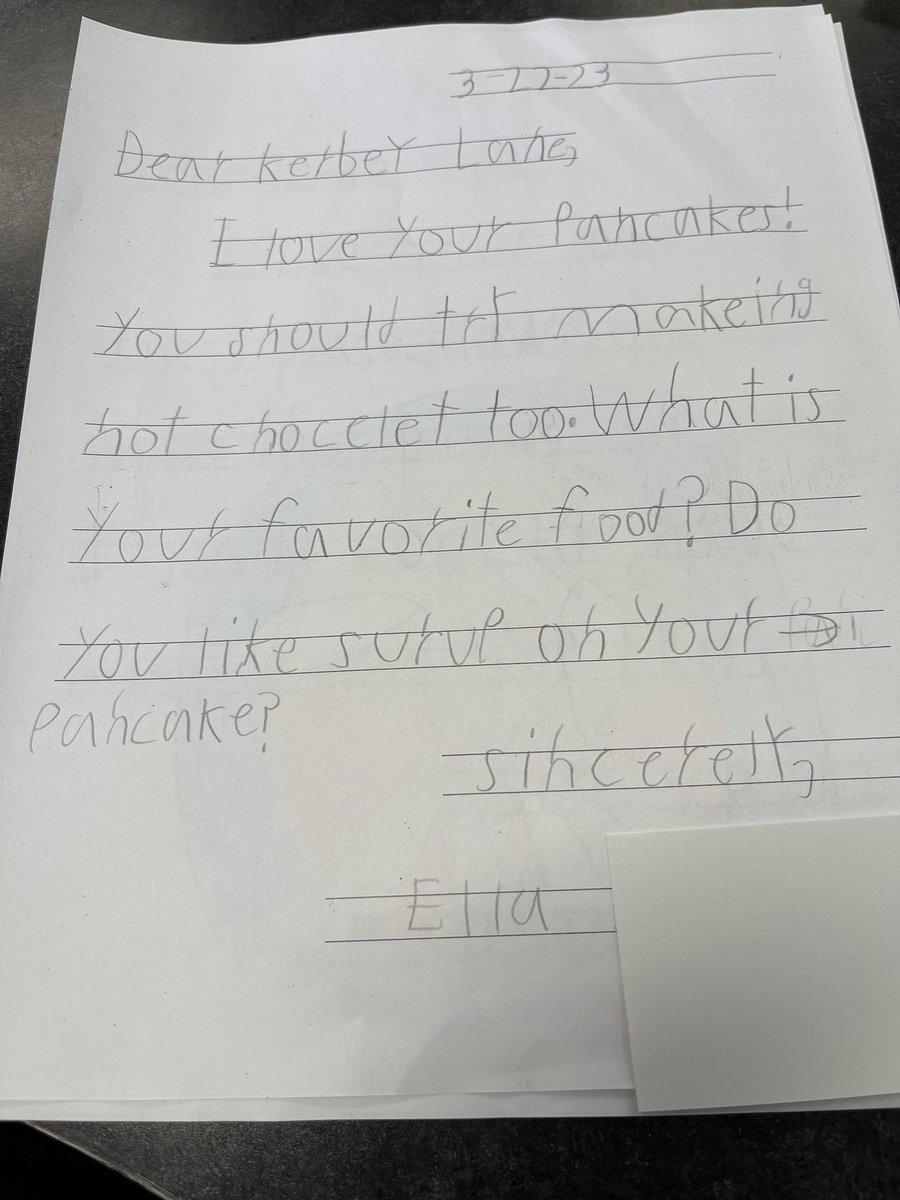 3-22-23
Dear Kerbey Lane,
I love Your Pancakes!
You should try makeing
hot choclet too. What is
Your favorite food? Do
You like surup on Your
Pancake?
sincerely,
Ella